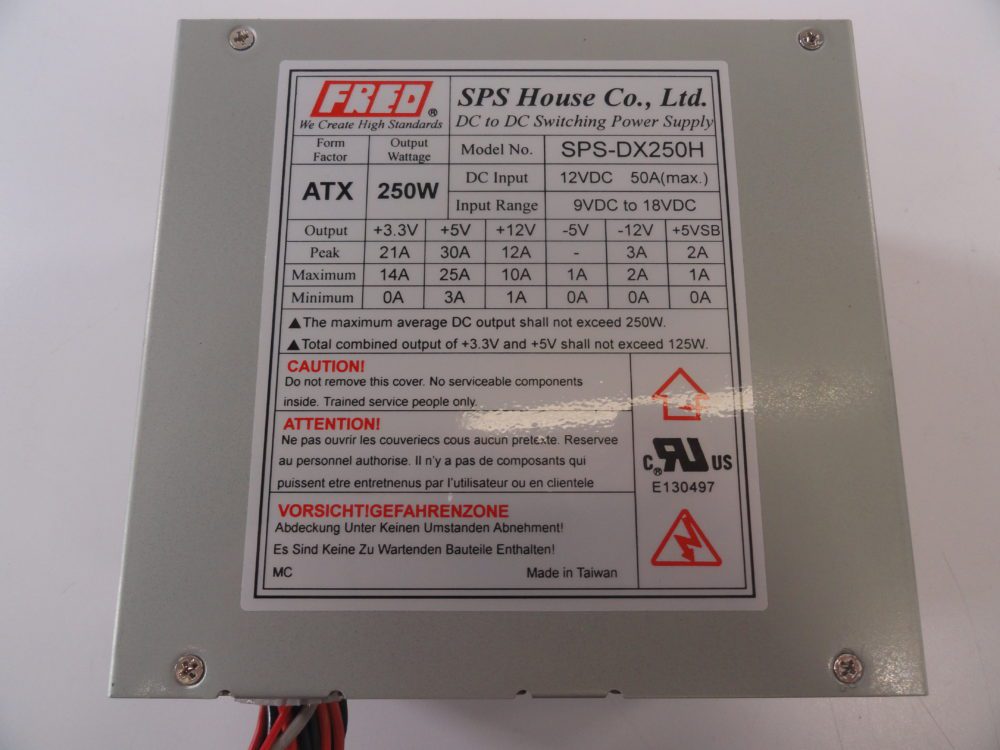 FRED®
We Create High Standards
SPS House Co., Ltd.
DC to DC Switching Power Supply
Form Factor
Output Wattage
Model No. SPS-DX250H
ATX 250W
DC Input 12VDC 50A(max.)
Input Range 9VDC to 18VDC
Output +3.3V +5V +12V -5V -12V +5VSB
Peak 21A 30A 12A - 3A 2A
Maximum 14A 25A 10A 1A 2A 1A
Minimum 0A 3A 1A 0A 0A 0A
▲The maximum average DC output shall not exceed 250W.
▲Total combined output of +3.3V and +5V shall not exceed 125W.
CAUTION!
Do not remove this cover. No serviceable components
inside. Trained service people only.
ATTENTION!
Ne pas ouvrir les couveriecs cous aucun pretexte. Reservee
au personnel authorise. Il n'y a pas de composants qui
puissent etre entretnenus par l'utilisateur ou en clientele
VORSICHT!GEFAHRENZONE
Abdeckung Unter Keinen Umstanden Abnehment!
Es Sind Keine Zu Wartenden Bauteile Enthalten!
MC Made in Taiwan
C RU® US
E130497